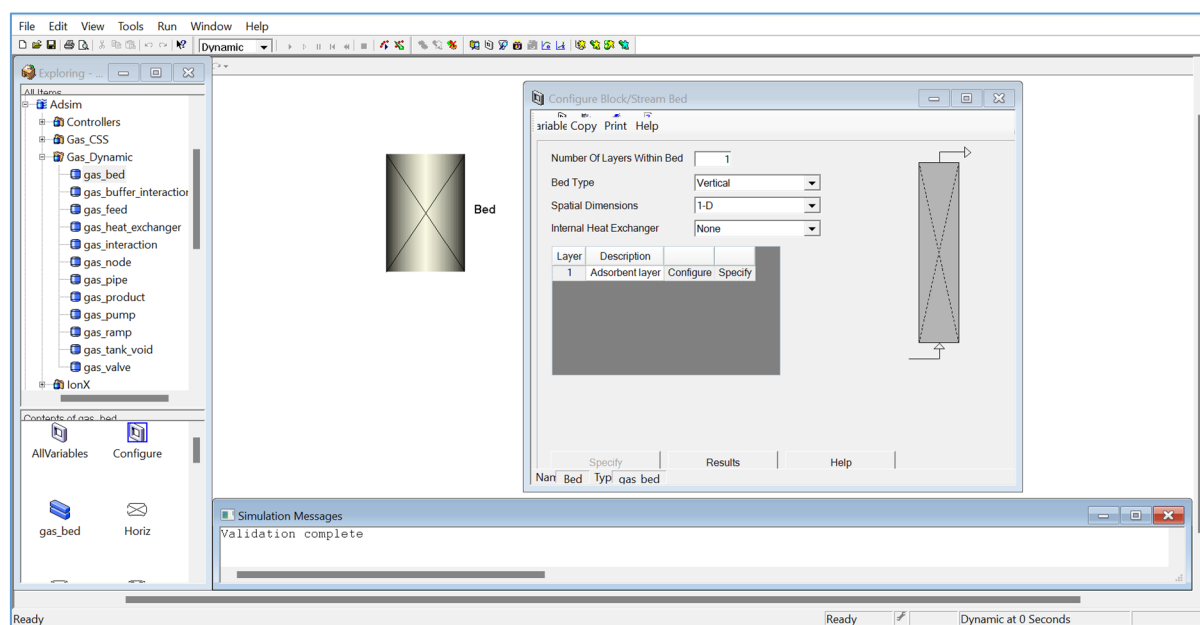 File Edit View Tools Run Window Help
Dynamic
Exploring - ...
All Items
Adsim
Controllers
Gas_CSS
Gas_Dynamic
gas_bed
gas_buffer_interaction
gas_feed
gas_heat_exchanger
gas_interaction
gas_node
gas_pipe
gas_product
gas_pump
gas_ramp
gas_tank_void
gas_valve
IonX
Contents of gas_bed
AllVariables Configure
gas_bed Horiz
Bed
Configure Block/Stream Bed
ariable Copy Print Help
Number Of Layers Within Bed 1
Bed Type Vertical
Spatial Dimensions 1-D
Internal Heat Exchanger None
Layer Description
1 Adsorbent layer Configure Specify
Specify Results Help
Nam Bed Typ gas_bed
Simulation Messages
Validation complete
Ready Ready Dynamic at 0 Seconds